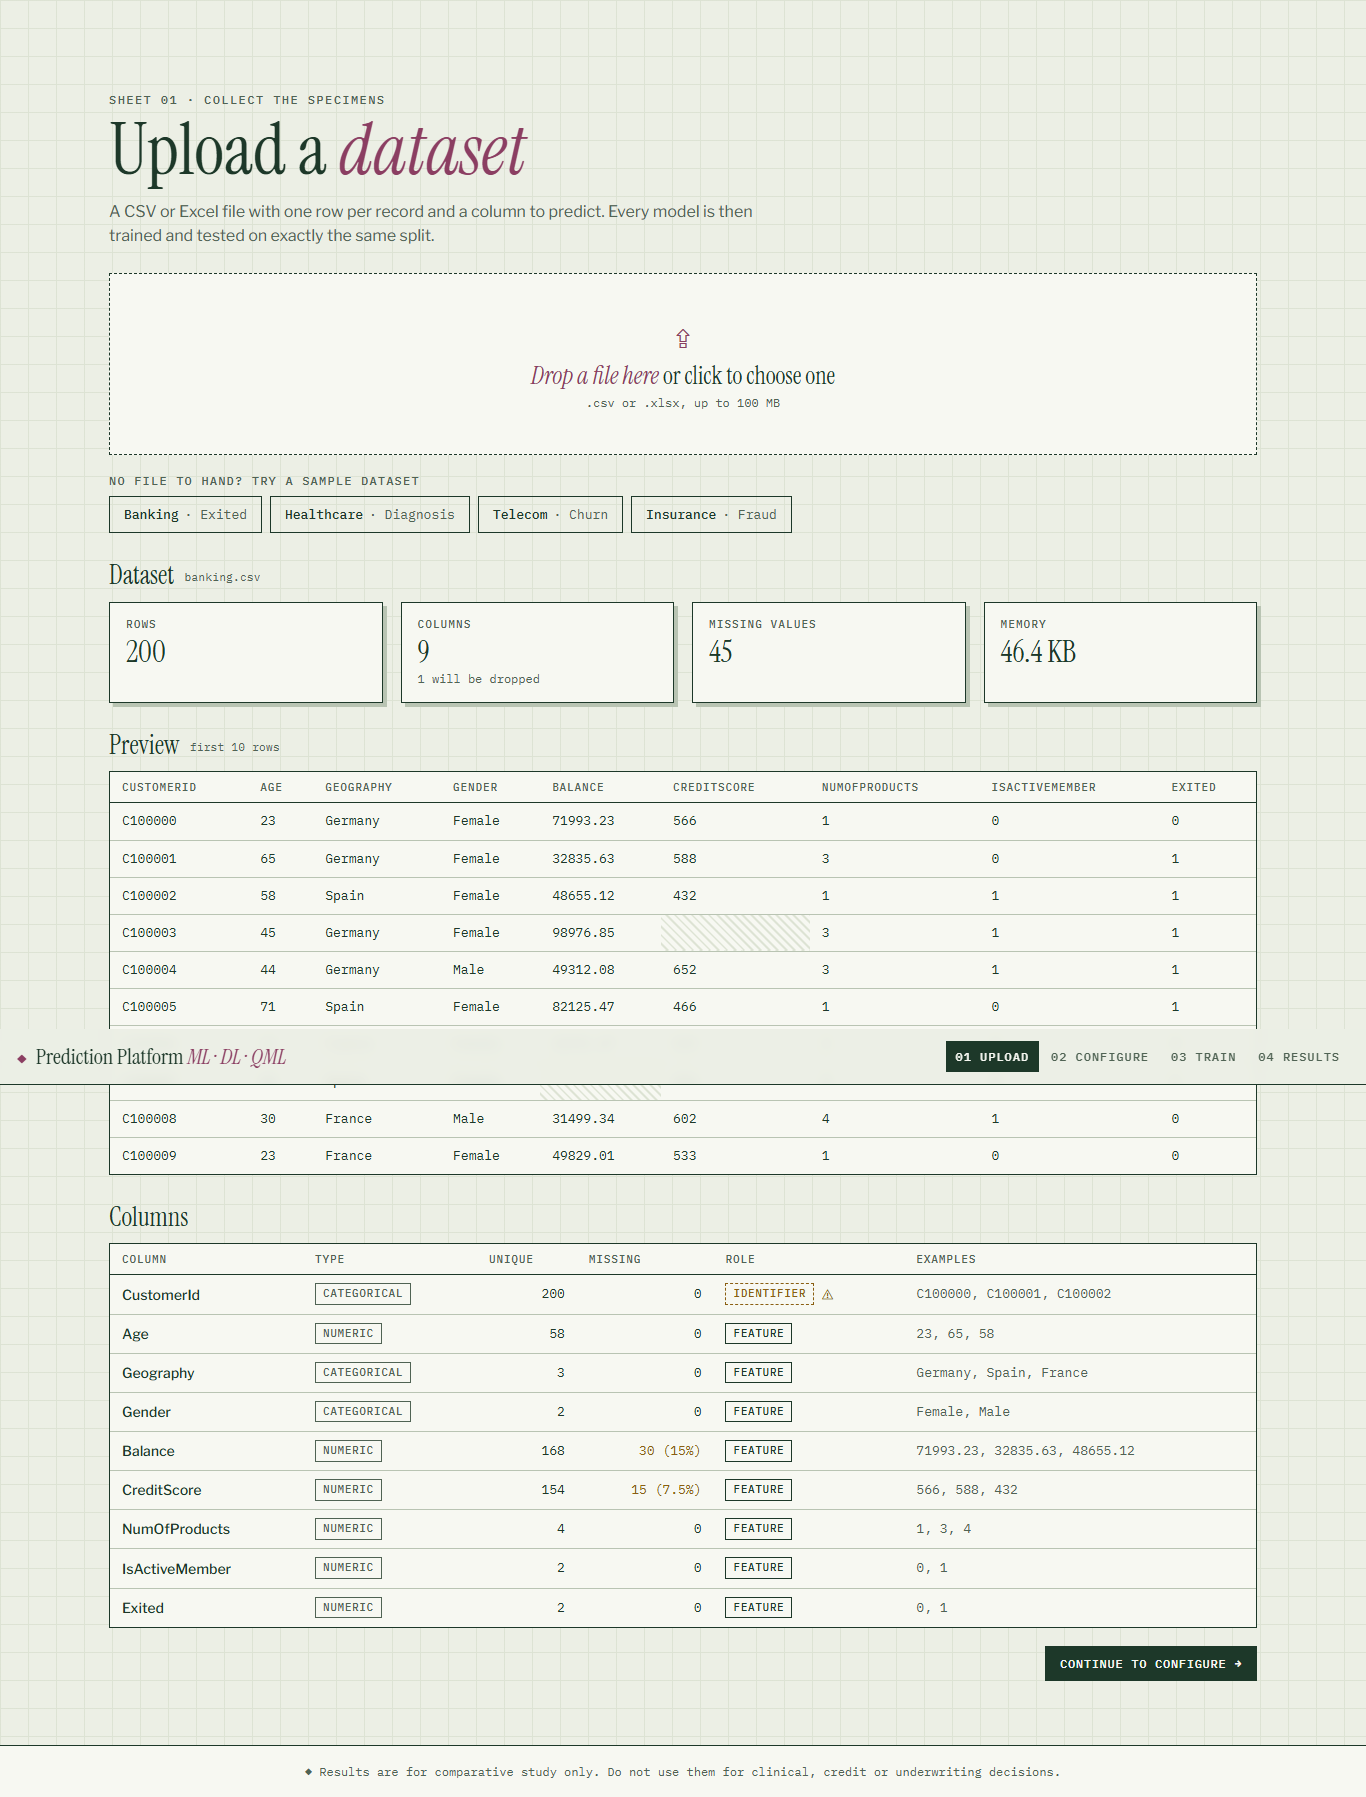 SHEET 01 · COLLECT THE SPECIMENS
Upload a dataset
A CSV or Excel file with one row per record and a column to predict. Every model is then
trained and tested on exactly the same split.
Drop a file here or click to choose one
.csv or .xlsx, up to 100 MB
NO FILE TO HAND? TRY A SAMPLE DATASET
Banking · Exited Healthcare · Diagnosis Telecom · Churn Insurance · Fraud
Dataset banking.csv
ROWS COLUMNS MISSING VALUES MEMORY
200 9 45 46.4 KB
1 will be dropped
Preview first 10 rows
CUSTOMERID AGE GEOGRAPHY GENDER BALANCE CREDITSCORE NUMOFPRODUCTS ISACTIVEMEMBER EXITED
C100000 23 Germany Female 71993.23 566 1 0 0
C100001 65 Germany Female 32835.63 588 3 0 1
C100002 58 Spain Female 48655.12 432 1 1 1
C100003 45 Germany Female 98976.85 3 1 1
C100004 44 Germany Male 49312.08 652 3 1 1
C100005 71 Spain Female 82125.47 466 1 0 1
◆ Prediction Platform ML · DL · QML 01 UPLOAD 02 CONFIGURE 03 TRAIN 04 RESULTS
C100008 30 France Male 31499.34 602 4 1 0
C100009 23 France Female 49829.01 533 1 0 0
Columns
COLUMN TYPE UNIQUE MISSING ROLE EXAMPLES
CustomerId CATEGORICAL 200 0 IDENTIFIER ⚠ C100000, C100001, C100002
Age NUMERIC 58 0 FEATURE 23, 65, 58
Geography CATEGORICAL 3 0 FEATURE Germany, Spain, France
Gender CATEGORICAL 2 0 FEATURE Female, Male
Balance NUMERIC 168 30 (15%) FEATURE 71993.23, 32835.63, 48655.12
CreditScore NUMERIC 154 15 (7.5%) FEATURE 566, 588, 432
NumOfProducts NUMERIC 4 0 FEATURE 1, 3, 4
IsActiveMember NUMERIC 2 0 FEATURE 0, 1
Exited NUMERIC 2 0 FEATURE 0, 1
CONTINUE TO CONFIGURE →
◆ Results are for comparative study only. Do not use them for clinical, credit or underwriting decisions.